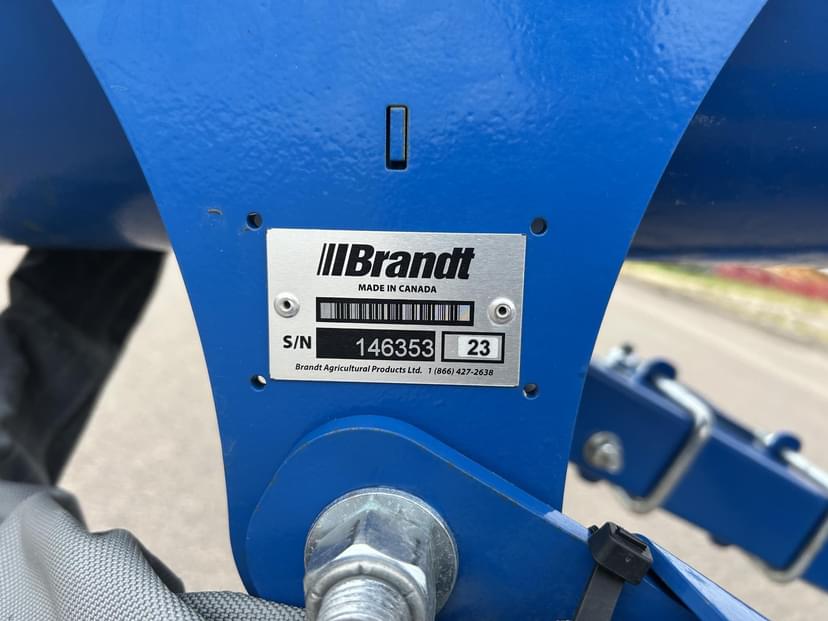 Brandt
MADE IN CANADA
S/N 146353 23
Brandt Agricultural Products Ltd. 1 (866) 427-2638